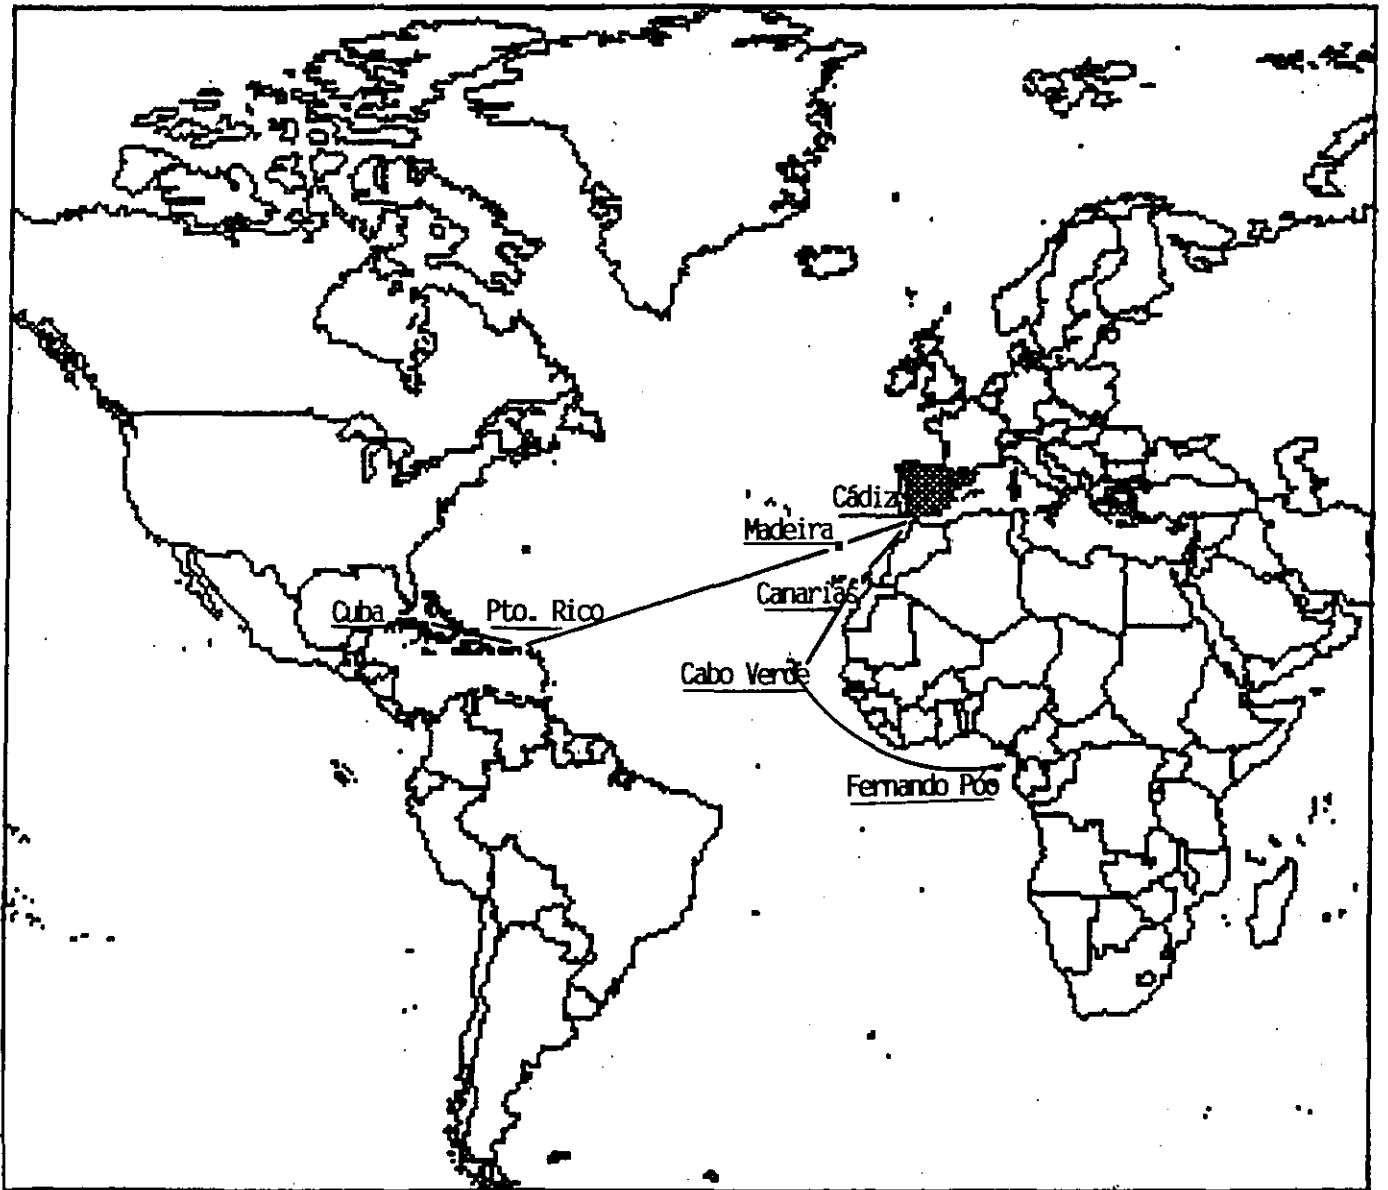 Cádiz
Madeira
Canarias
Cuba
Pto. Rico
Cabo Verde
Fernando Póo